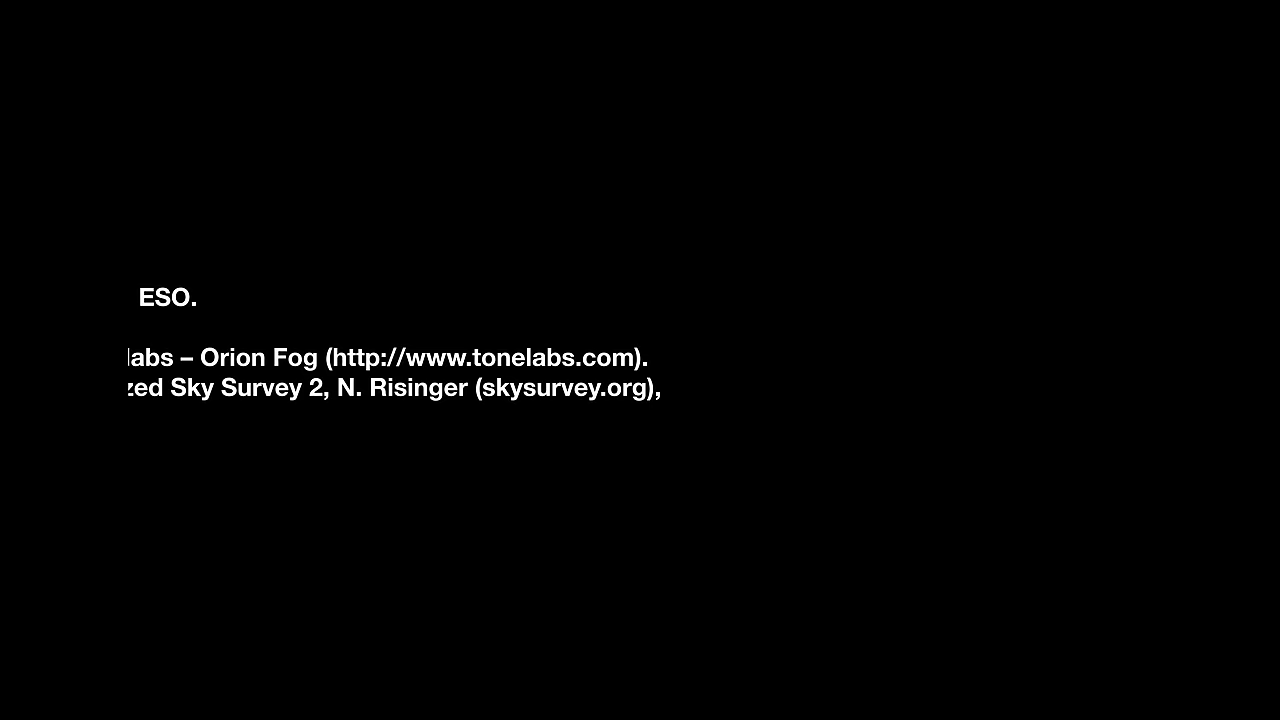 ESO.
labs – Orion Fog (http://www.tonelabs.com).
zed Sky Survey 2, N. Risinger (skysurvey.org),